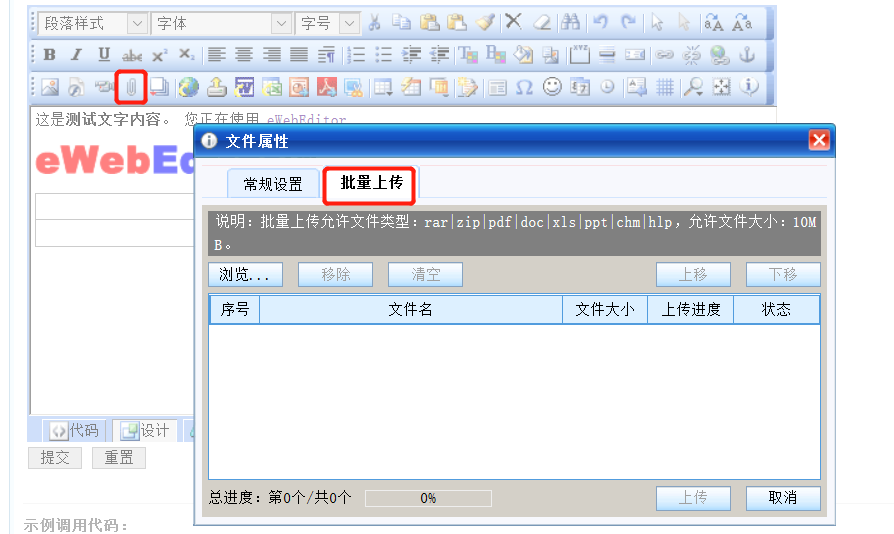 段落样式 字体 字号
B I U abc x² x₂
这是测试文字内容。 您正在使用 eWebEditor
eWebEd
文件属性
常规设置 批量上传
说明：批量上传允许文件类型：rar|zip|pdf|doc|xls|ppt|chm|hlp，允许文件大小：10M
B。
浏览... 移除 清空 上移 下移
序号 文件名 文件大小 上传进度 状态
代码 设计
总进度：第0个/共0个 0% 上传 取消
提交 重置
示例调用代码：